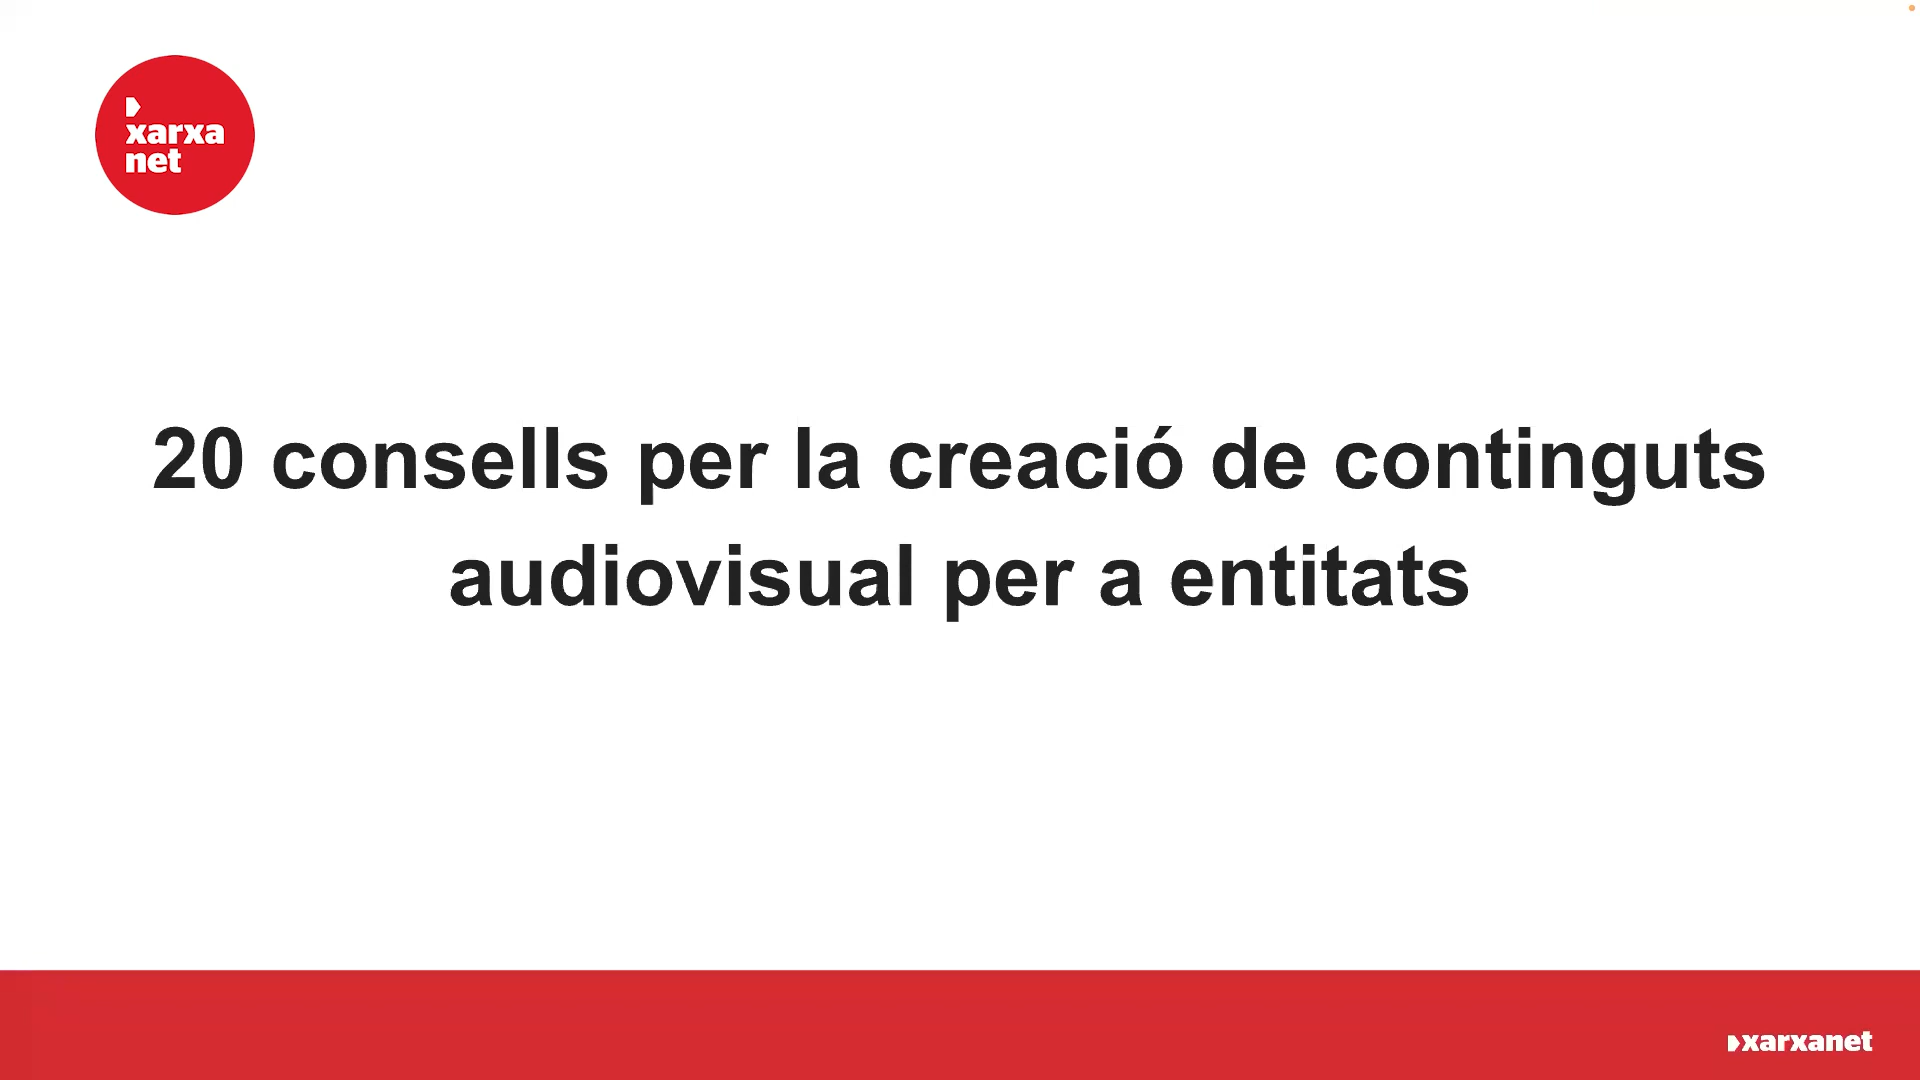 xarxa
net
20 consells per la creació de continguts
audiovisual per a entitats
xarxanet